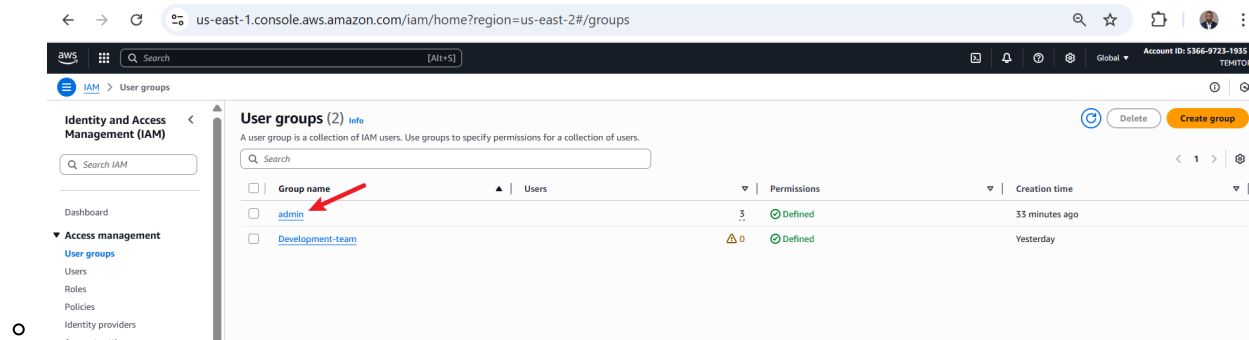 us-east-1.console.aws.amazon.com/iam/home?region=us-east-2#/groups
aws
Search
[Alt+S]
Global
Account ID: 5366-9723-1935
IAM > User groups
Identity and Access Management (IAM)
Search IAM
Dashboard
Access management
User groups
Users
Roles
Policies
Identity providers
User groups (2) Info
A user group is a collection of IAM users. Use groups to specify permissions for a collection of users.
Delete
Create group
Search
1
Group name Users Permissions Creation time
admin 3 Defined 33 minutes ago
Development-team 0 Defined Yesterday